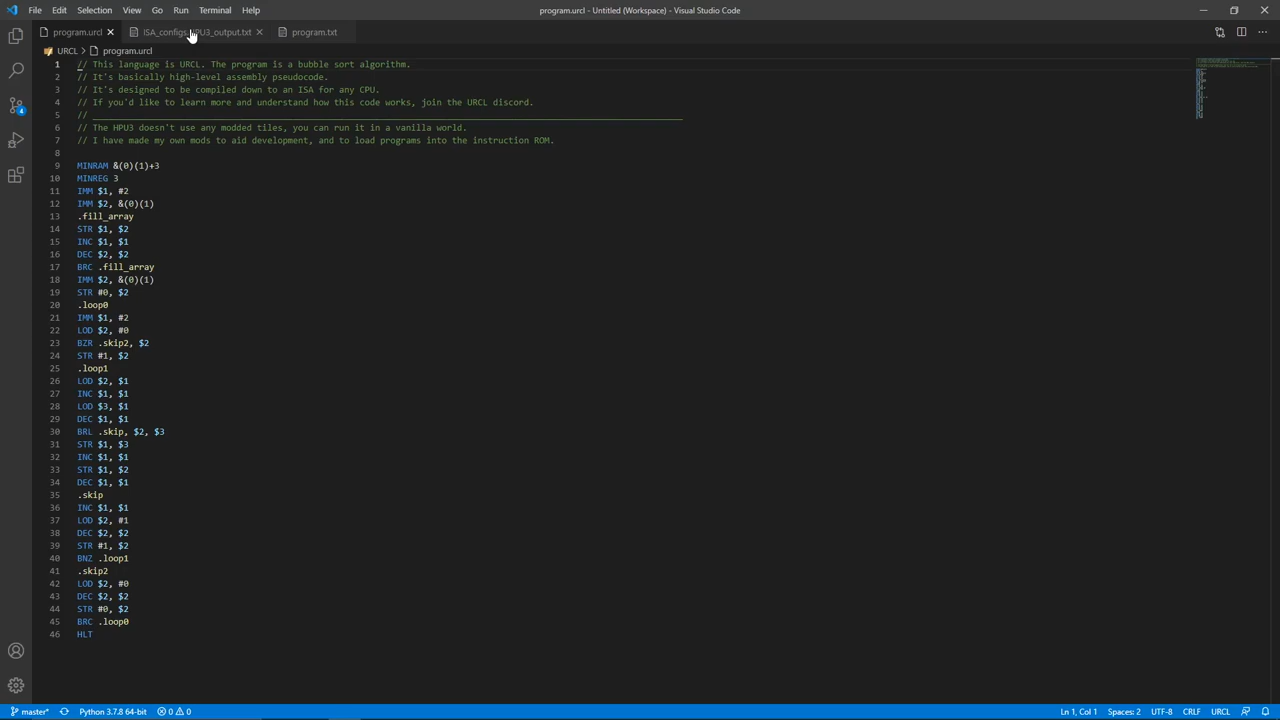 File Edit Selection View Go Run Terminal Help program.urcl - Untitled (Workspace) - Visual Studio Code
program.urcl ISA_configs HPU3_output.txt program.txt
URCL > program.urcl
1 // This language is URCL. The program is a bubble sort algorithm.
2 // It's basically high-level assembly pseudocode.
3 // It's designed to be compiled down to an ISA for any CPU.
4 // If you'd like to learn more and understand how this code works, join the URCL discord.
5 // ____________________________________________________________________________________
6 // The HPU3 doesn't use any modded tiles, you can run it in a vanilla world.
7 // I have made my own mods to aid development, and to load programs into the instruction ROM.
8
9 MINRAM &(0)(1)+3
10 MINREG 3
11 IMM $1, #2
12 IMM $2, &(0)(1)
13 .fill_array
14 STR $1, $2
15 INC $1, $1
16 DEC $2, $2
17 BRC .fill_array
18 IMM $2, &(0)(1)
19 STR #0, $2
20 .loop0
21 IMM $1, #2
22 LOD $2, #0
23 BZR .skip2, $2
24 STR #1, $2
25 .loop1
26 LOD $2, $1
27 INC $1, $1
28 LOD $3, $1
29 DEC $1, $1
30 BRL .skip, $2, $3
31 STR $1, $3
32 INC $1, $1
33 STR $1, $2
34 DEC $1, $1
35 .skip
36 INC $1, $1
37 LOD $2, #1
38 DEC $2, $2
39 STR #1, $2
40 BNZ .loop1
41 .skip2
42 LOD $2, #0
43 DEC $2, $2
44 STR #0, $2
45 BRC .loop0
46 HLT
4
master* Python 3.7.8 64-bit 0 0 Ln 1, Col 1 Spaces: 2 UTF-8 CRLF URCL